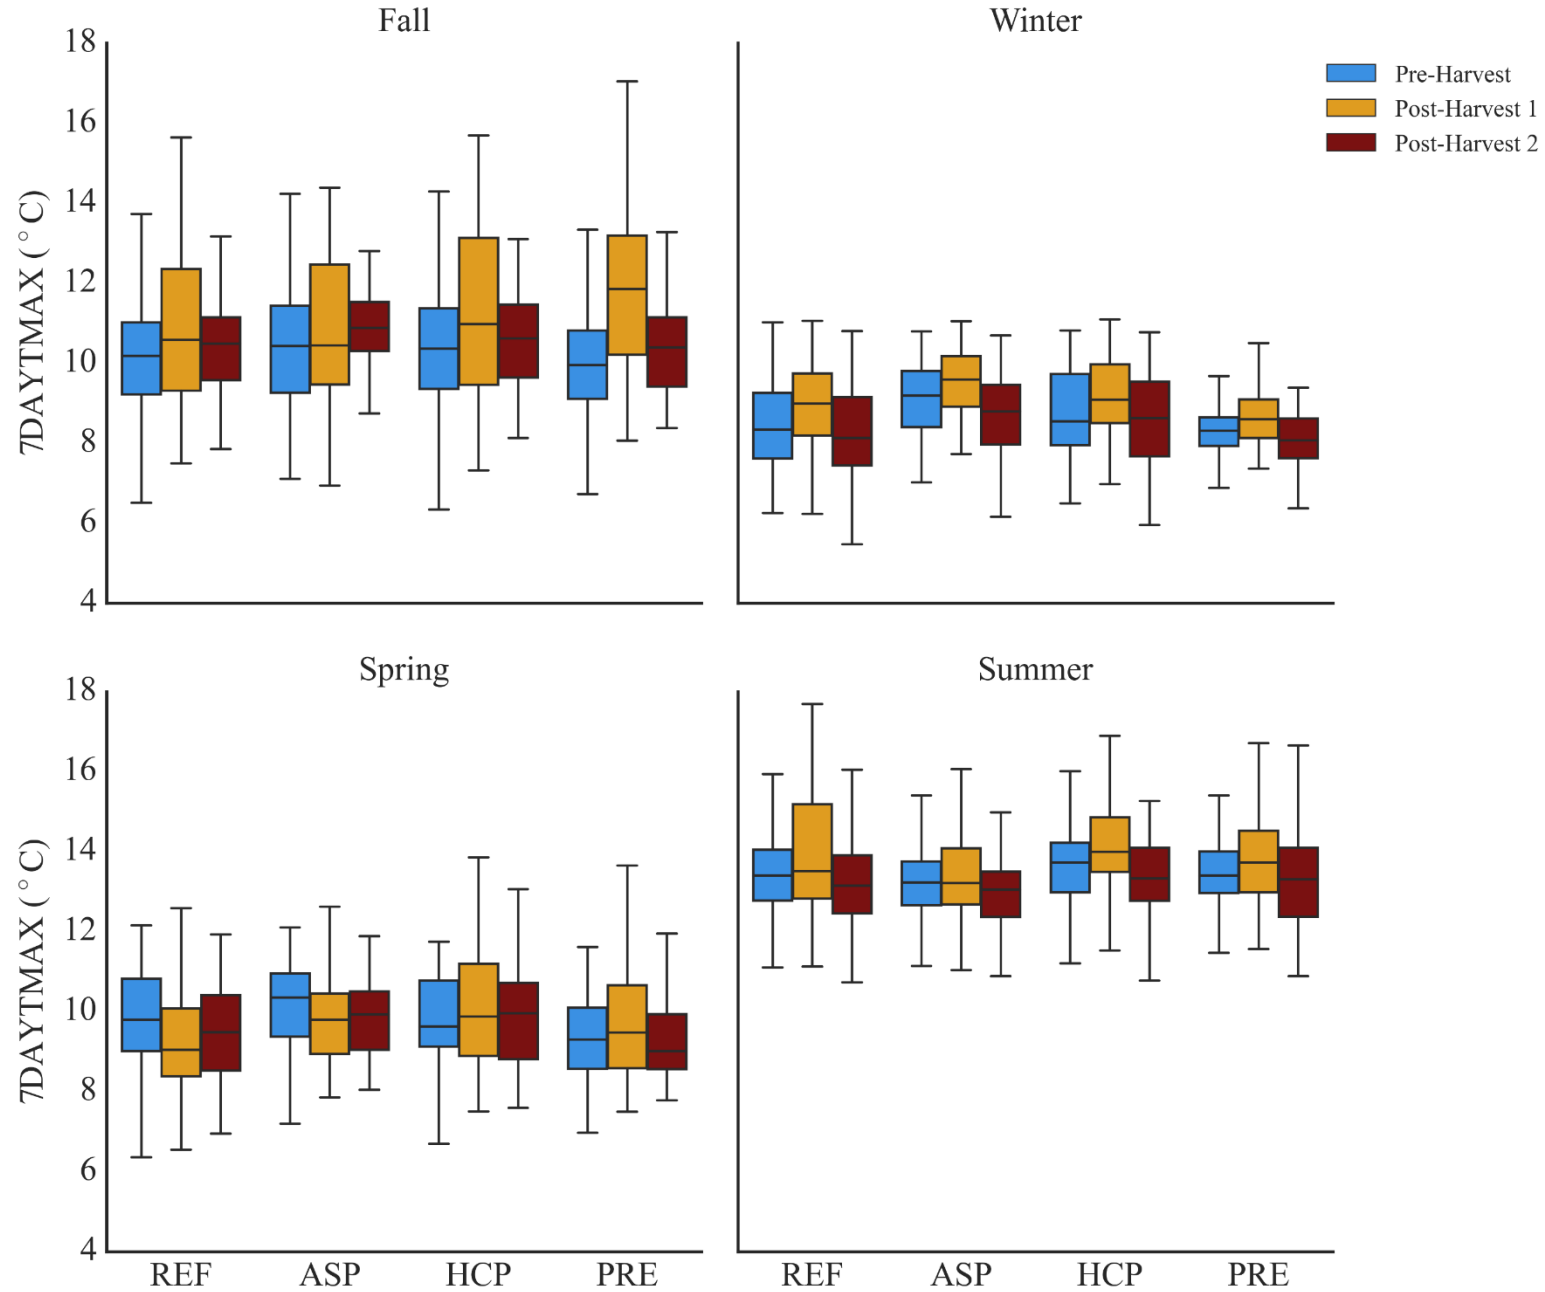 Fall
Winter
Pre-Harvest
Post-Harvest 1
Post-Harvest 2
7DAYTMAX (°C)
18
16
14
12
10
8
6
4
Spring
Summer
7DAYTMAX (°C)
18
16
14
12
10
8
6
4
REF ASP HCP PRE
REF ASP HCP PRE